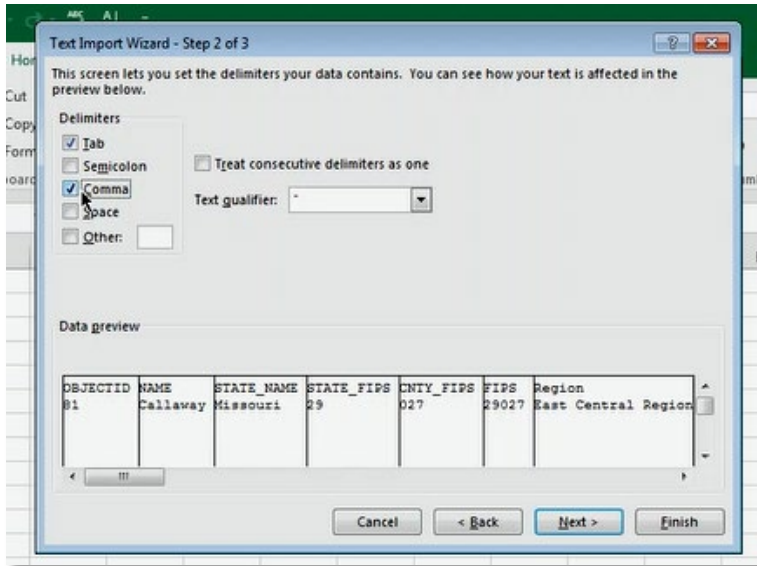 ABC
Text Import Wizard - Step 2 of 3
This screen lets you set the delimiters your data contains. You can see how your text is affected in the
preview below.
Cut
Copy
Delimiters
Tab
Semicolon
Treat consecutive delimiters as one
Comma
Text qualifier: "
Space
Other:
Data preview
OBJECTID NAME STATE_NAME STATE_FIPS CNTY_FIPS FIPS Region
81 Callaway Missouri 29 027 29027 East Central Region
Cancel < Back Next > Finish